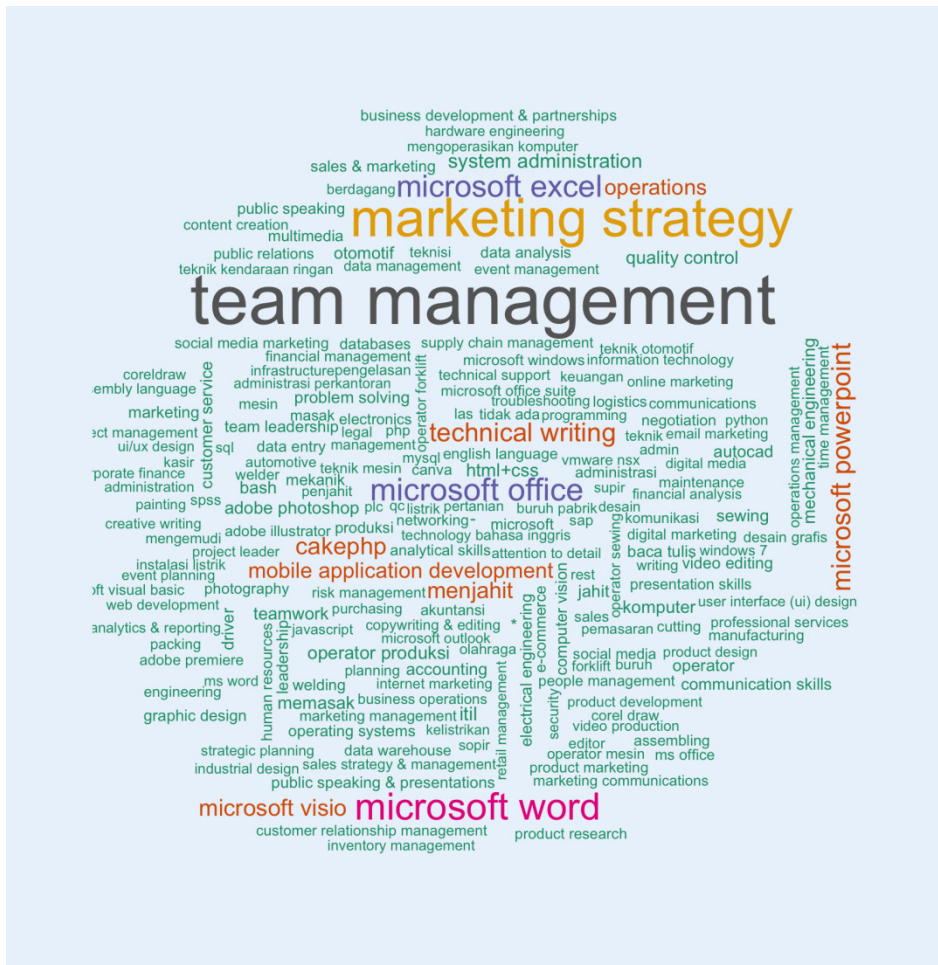 business development & partnerships
hardware engineering
mengoperasikan komputer
sales & marketing
system administration
berdagang
microsoft excel
operations
public speaking
marketing strategy
content creation
multimedia
public relations
otomotif
teknisi
data analysis
quality control
teknik kendaraan ringan
data management
event management
team management
social media marketing
databases
supply chain management
teknik otomotif
financial management
microsoft windows
information technology
coreldraw
infrastructure
pengelasan
technical support
keuangan
online marketing
sembly language
customer service
administrasi perkantoran
operator forklift
microsoft office suite
operations management
mechanical engineering
time management
microsoft powerpoint
mesin
problem solving
troubleshooting
logistics
communications
marketing
masak
electronics
las
tidak ada
programming
negotiation
python
ect management
team leadership
legal
php
technical writing
teknik
email marketing
ui/ux design
sql
data entry
mysql
english language
admin
autocad
kasir
automotive
teknik mesin
canva
html+css
vmware nsx
digital media
rporate finance
welder
mekanik
administrasi
maintenance
administration
bash
penjahit
microsoft office
supir
financial analysis
painting
spss
adobe photoshop
plc
qc
listrik
pertanian
buruh pabrik
desain
creative writing
networking
-
microsoft
sap
komunikasi
sewing
mengemudi
adobe illustrator
produksi
technology
bahasa inggris
operator sewing
digital marketing
desain grafis
project leader
cakephp
analytical skills
attention to detail
baca tulis
windows 7
instalasi listrik
writing
video editing
event planning
mobile application development
computer vision
rest
presentation skills
oft visual basic
photography
risk management
menjahit
jahit
web development
teamwork
purchasing
akuntansi
e-commerce
komputer
user interface (ui) design
analytics & reporting
driver
javascript
copywriting & editing
*
electrical engineering
sales
professional services
packing
human resources
leadership
microsoft outlook
pemasaran
cutting
manufacturing
adobe premiere
operator produksi
olahraga
social medja
product design
ms word
planning
accounting
forklift
buruh
operator
engineering
welding
internet marketing
people management
communication skills
memasak
business operations
security
product development
graphic design
marketing management
itil
retail management
corel draw
operating systems
kelistrikan
video production
strategic planning
data warehouse
sopir
editor
assembling
operator mesin
ms office
industrial design
sales strategy & management
product marketing
public speaking & presentations
marketing communications
microsoft visio
microsoft word
customer relationship management
product research
inventory management